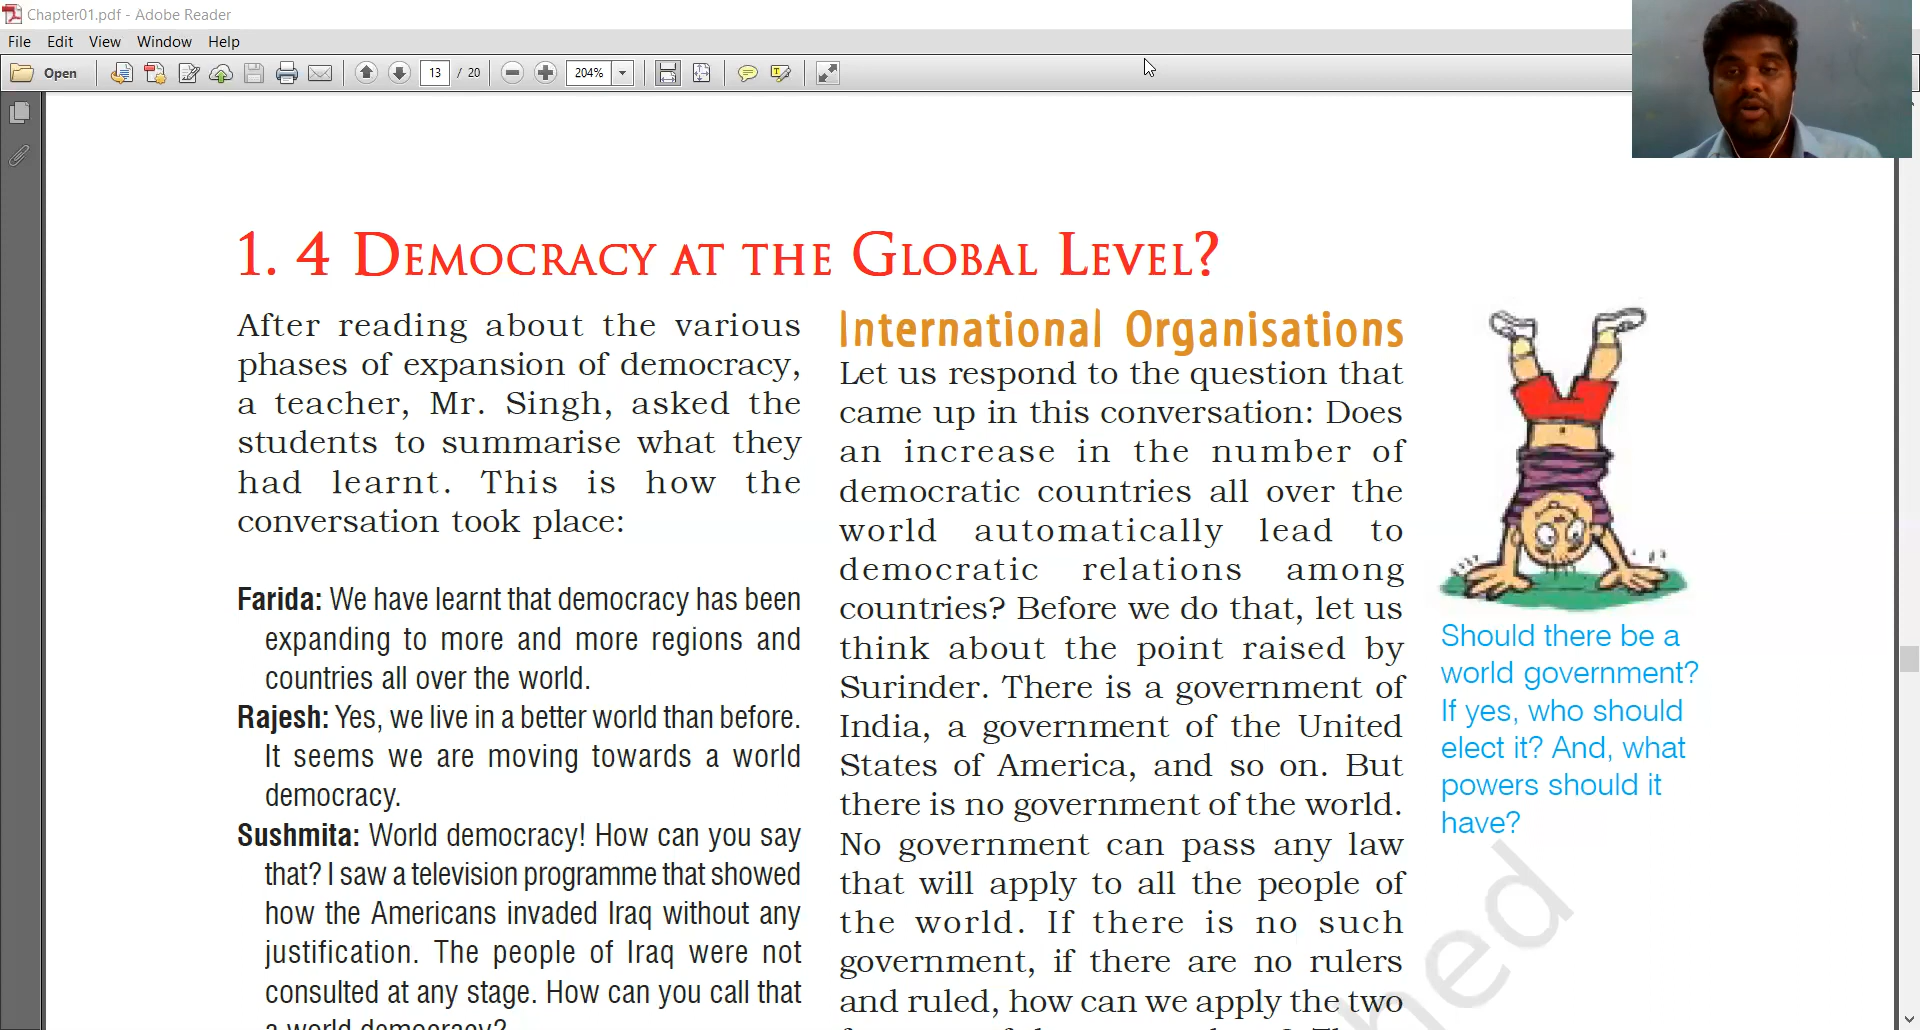 Chapter01.pdf - Adobe Reader
File Edit View Window Help
Open 13 / 20 204%
1. 4 DEMOCRACY AT THE GLOBAL LEVEL?
After reading about the various
phases of expansion of democracy,
a teacher, Mr. Singh, asked the
students to summarise what they
had learnt. This is how the
conversation took place:
Farida: We have learnt that democracy has been
expanding to more and more regions and
countries all over the world.
Rajesh: Yes, we live in a better world than before.
It seems we are moving towards a world
democracy.
Sushmita: World democracy! How can you say
that? I saw a television programme that showed
how the Americans invaded Iraq without any
justification. The people of Iraq were not
consulted at any stage. How can you call that
a world democracy?
International Organisations
Let us respond to the question that
came up in this conversation: Does
an increase in the number of
democratic countries all over the
world automatically lead to
democratic relations among
countries? Before we do that, let us
think about the point raised by
Surinder. There is a government of
India, a government of the United
States of America, and so on. But
there is no government of the world.
No government can pass any law
that will apply to all the people of
the world. If there is no such
government, if there are no rulers
and ruled, how can we apply the two
Should there be a
world government?
If yes, who should
elect it? And, what
powers should it
have?
hed